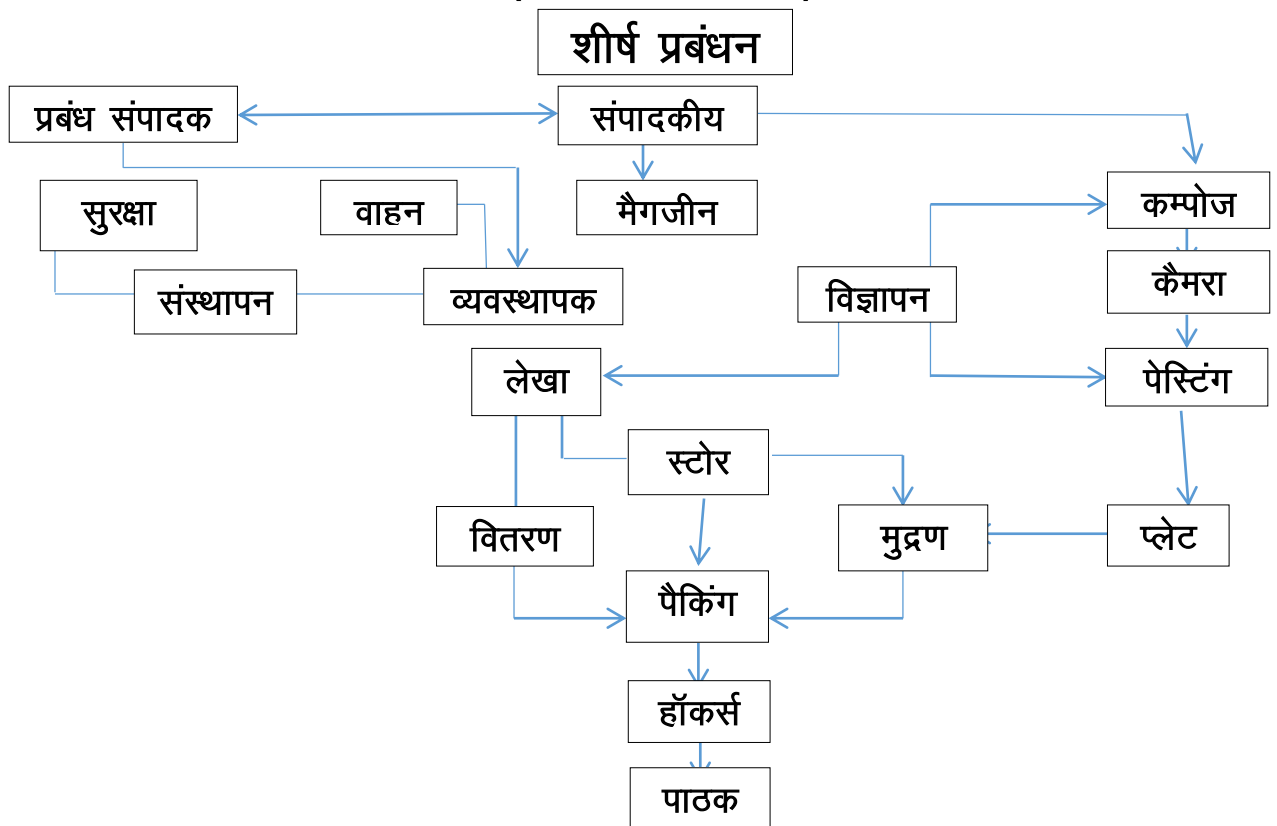 शीर्ष प्रबंधन
प्रबंध संपादक
संपादकीय
सुरक्षा
वाहन
मैगजीन
कम्पोज
संस्थापन
व्यवस्थापक
विज्ञापन
कैमरा
लेखा
पेस्टिंग
स्टोर
वितरण
मुद्रण
प्लेट
पैकिंग
हॉकर्स
पाठक